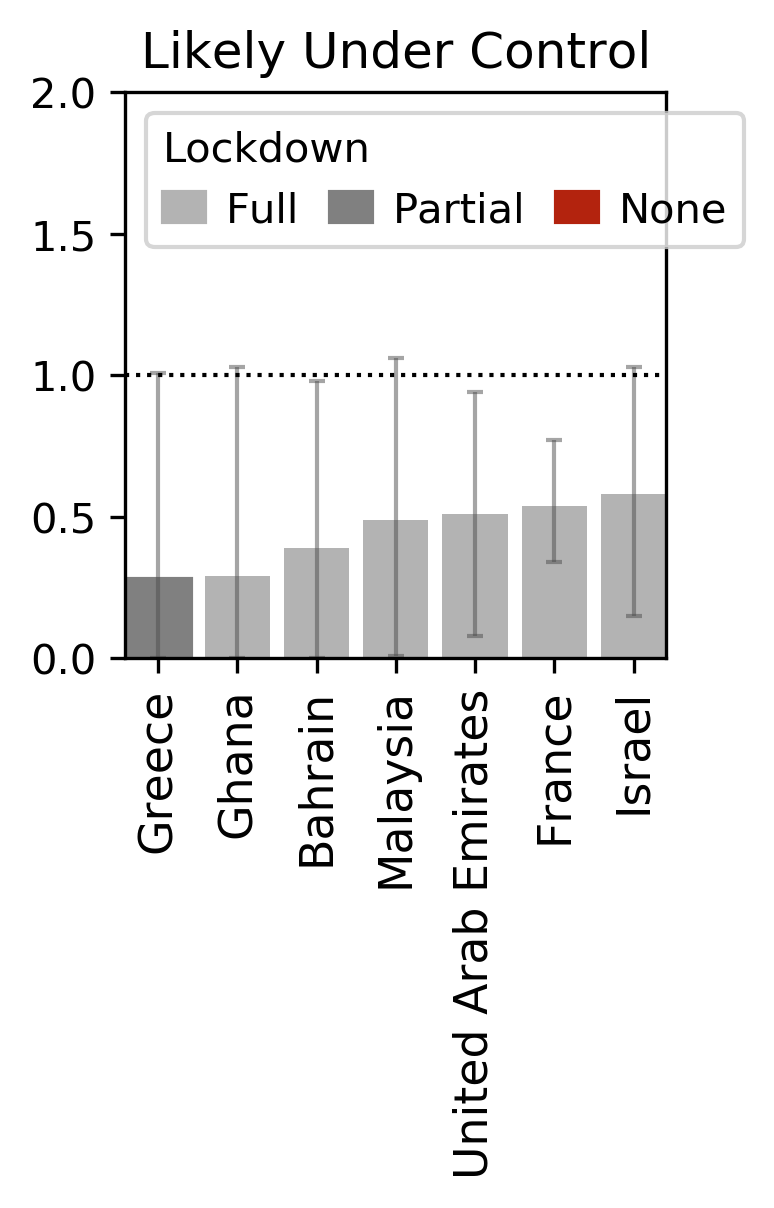 Likely Under Control
2.0
Lockdown
Full Partial None
1.5
1.0
0.5
0.0
Greece
Ghana
Bahrain
Malaysia
United Arab Emirates
France
Israel